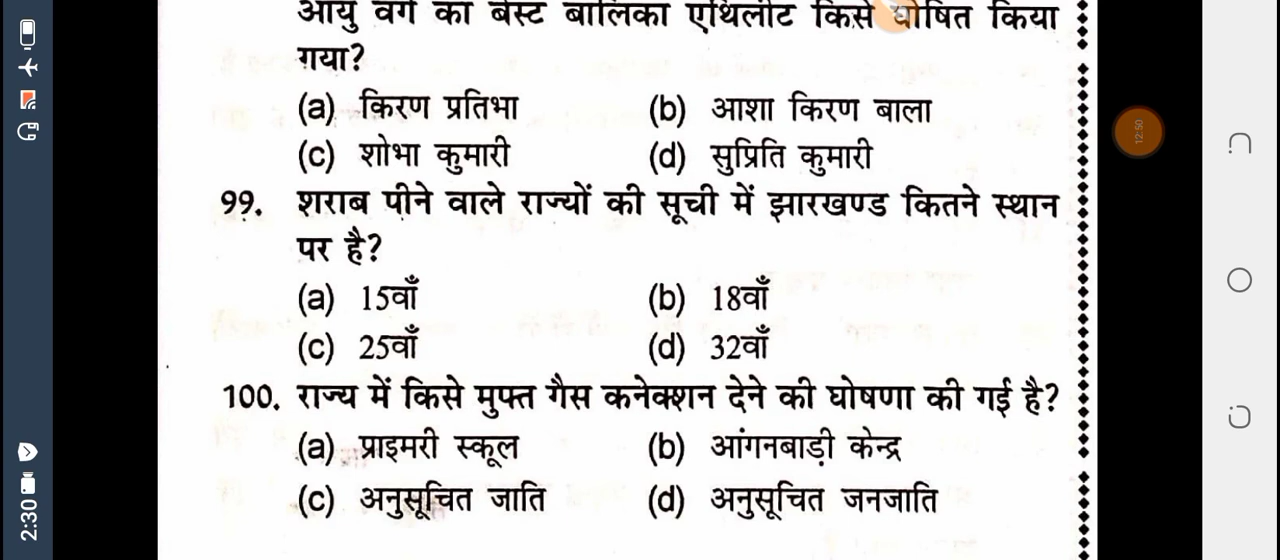 आयु वर्ग का बेस्ट बालिका एथिलीट किसे घोषित किया
गया?
(a) किरण प्रतिभा (b) आशा किरण बाला
(c) शोभा कुमारी (d) सुप्रिति कुमारी
99. शराब पीने वाले राज्यों की सूची में झारखण्ड कितने स्थान
पर है?
(a) 15वाँ (b) 18वाँ
(c) 25वाँ (d) 32वाँ
100. राज्य में किसे मुफ्त गैस कनेक्शन देने की घोषणा की गई है?
(a) प्राइमरी स्कूल (b) आंगनबाड़ी केन्द्र
(c) अनुसूचित जाति (d) अनुसूचित जनजाति
12:50
2:30